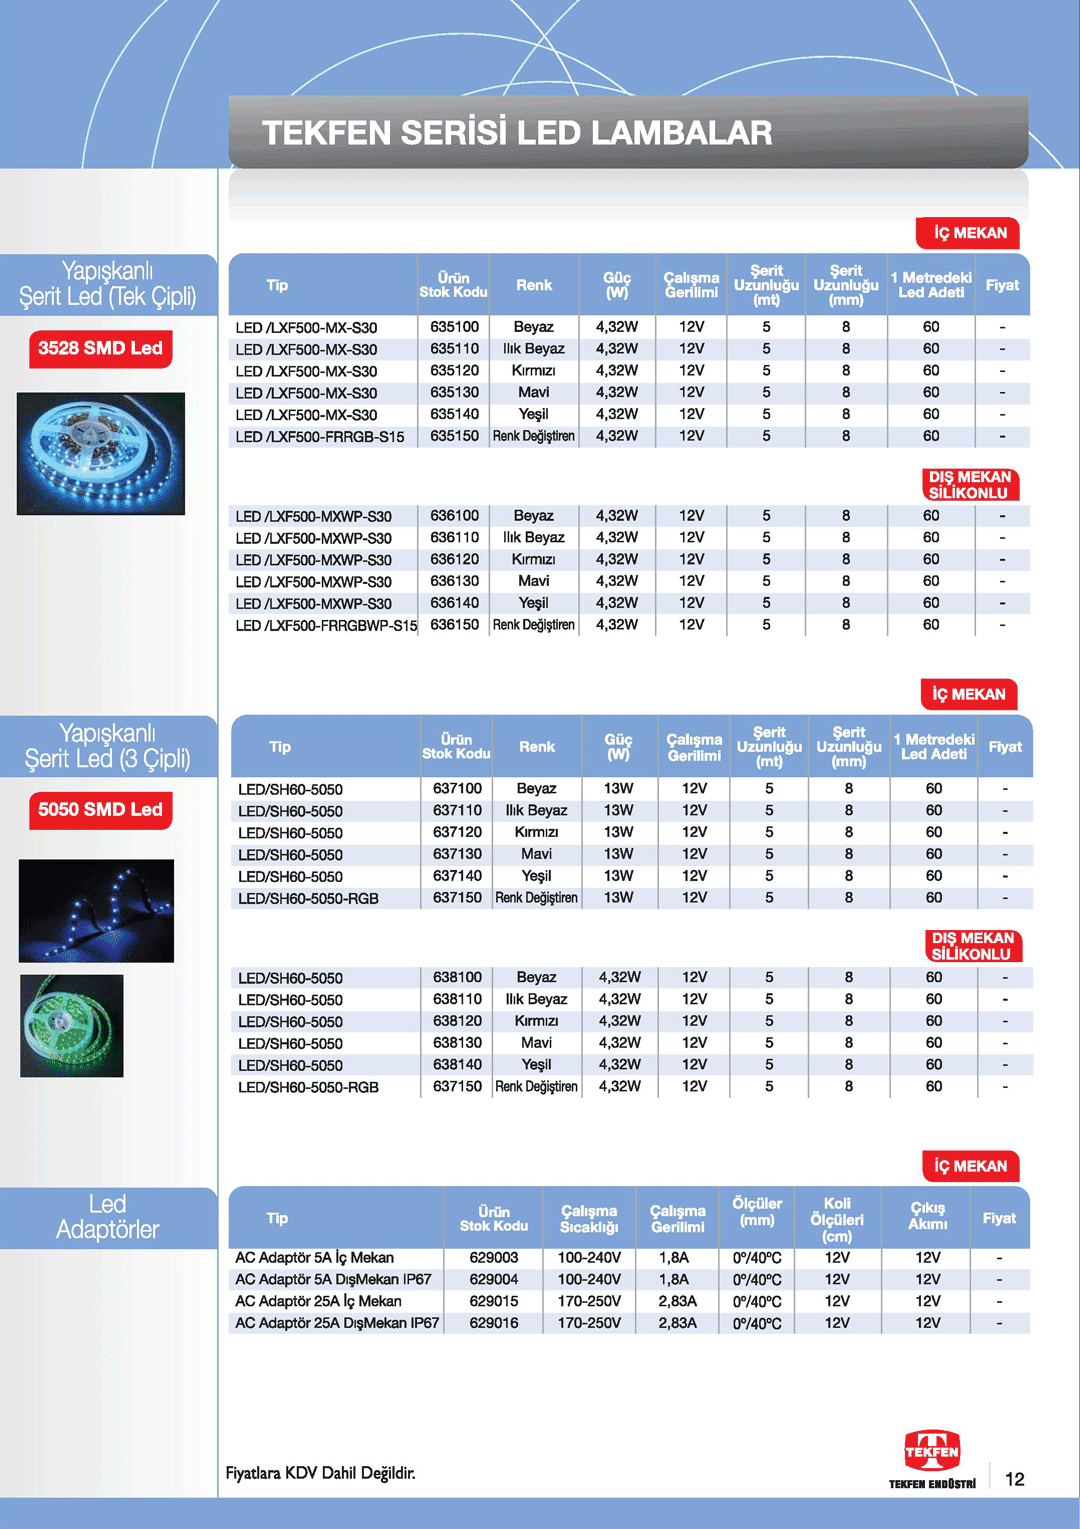 TEKFEN SERİSİ LED LAMBALAR
İÇ MEKAN
Yapışkanlı
Şerit Led (Tek Çipli)
3528 SMD Led
Tip Ürün Stok Kodu Renk Güç (W) Çalışma Gerilimi Şerit Uzunluğu (mt) Şerit Uzunluğu (mm) 1 Metredeki Led Adeti Fiyat
LED /LXF500-MX-S30 635100 Beyaz 4,32W 12V 5 8 60 -
LED /LXF500-MX-S30 635110 Ilık Beyaz 4,32W 12V 5 8 60 -
LED /LXF500-MX-S30 635120 Kırmızı 4,32W 12V 5 8 60 -
LED /LXF500-MX-S30 635130 Mavi 4,32W 12V 5 8 60 -
LED /LXF500-MX-S30 635140 Yeşil 4,32W 12V 5 8 60 -
LED /LXF500-FRRGB-S15 635150 Renk Değiştiren 4,32W 12V 5 8 60 -
DIŞ MEKAN
SİLİKONLU
LED /LXF500-MXWP-S30 636100 Beyaz 4,32W 12V 5 8 60 -
LED /LXF500-MXWP-S30 636110 Ilık Beyaz 4,32W 12V 5 8 60 -
LED /LXF500-MXWP-S30 636120 Kırmızı 4,32W 12V 5 8 60 -
LED /LXF500-MXWP-S30 636130 Mavi 4,32W 12V 5 8 60 -
LED /LXF500-MXWP-S30 636140 Yeşil 4,32W 12V 5 8 60 -
LED /LXF500-FRRGBWP-S15 636150 Renk Değiştiren 4,32W 12V 5 8 60 -
İÇ MEKAN
Yapışkanlı
Şerit Led (3 Çipli)
5050 SMD Led
Tip Ürün Stok Kodu Renk Güç (W) Çalışma Gerilimi Şerit Uzunluğu (mt) Şerit Uzunluğu (mm) 1 Metredeki Led Adeti Fiyat
LED/SH60-5050 637100 Beyaz 13W 12V 5 8 60 -
LED/SH60-5050 637110 Ilık Beyaz 13W 12V 5 8 60 -
LED/SH60-5050 637120 Kırmızı 13W 12V 5 8 60 -
LED/SH60-5050 637130 Mavi 13W 12V 5 8 60 -
LED/SH60-5050 637140 Yeşil 13W 12V 5 8 60 -
LED/SH60-5050-RGB 637150 Renk Değiştiren 13W 12V 5 8 60 -
DIŞ MEKAN
SİLİKONLU
LED/SH60-5050 638100 Beyaz 4,32W 12V 5 8 60 -
LED/SH60-5050 638110 Ilık Beyaz 4,32W 12V 5 8 60 -
LED/SH60-5050 638120 Kırmızı 4,32W 12V 5 8 60 -
LED/SH60-5050 638130 Mavi 4,32W 12V 5 8 60 -
LED/SH60-5050 638140 Yeşil 4,32W 12V 5 8 60 -
LED/SH60-5050-RGB 637150 Renk Değiştiren 4,32W 12V 5 8 60 -
İÇ MEKAN
Led
Adaptörler
Tip Ürün Stok Kodu Çalışma Sıcaklığı Çalışma Gerilimi Ölçüler (mm) Koli Ölçüleri (cm) Çıkış Akımı Fiyat
AC Adaptör 5A İç Mekan 629003 100-240V 1,8A 0º/40ºC 12V 12V -
AC Adaptör 5A DışMekan IP67 629004 100-240V 1,8A 0º/40ºC 12V 12V -
AC Adaptör 25A İç Mekan 629015 170-250V 2,83A 0º/40ºC 12V 12V -
AC Adaptör 25A DışMekan IP67 629016 170-250V 2,83A 0º/40ºC 12V 12V -
Fiyatlara KDV Dahil Değildir.
TEKFEN
TEKFEN ENDÜSTRİ
12